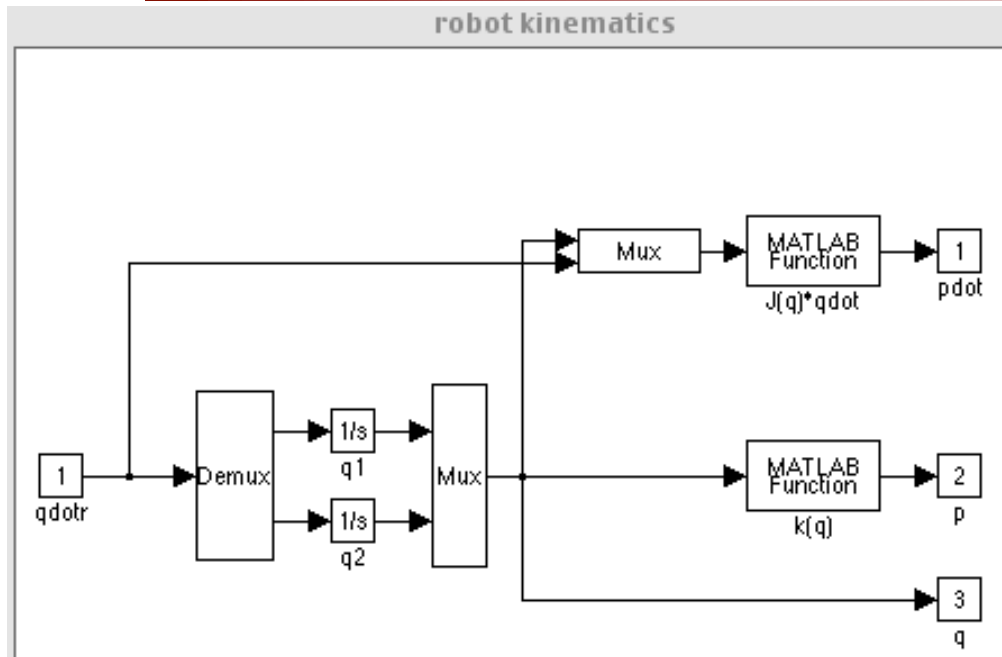 robot kinematics
Mux
MATLAB
Function
J(q)*qdot
1
pdot
1
qdotr
Demux
1/s
q1
1/s
q2
Mux
MATLAB
Function
k(q)
2
p
3
q